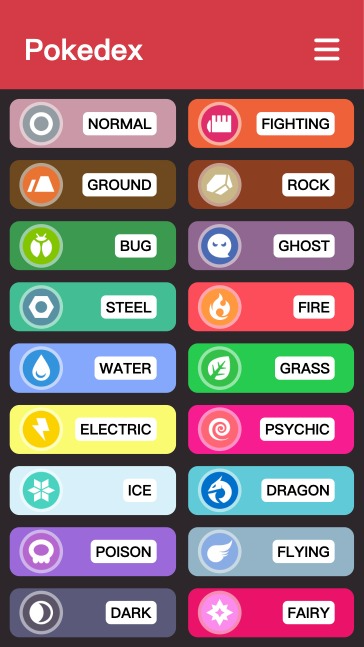 Pokedex
NORMAL
FIGHTING
GROUND
ROCK
BUG
GHOST
STEEL
FIRE
WATER
GRASS
ELECTRIC
PSYCHIC
ICE
DRAGON
POISON
FLYING
DARK
FAIRY